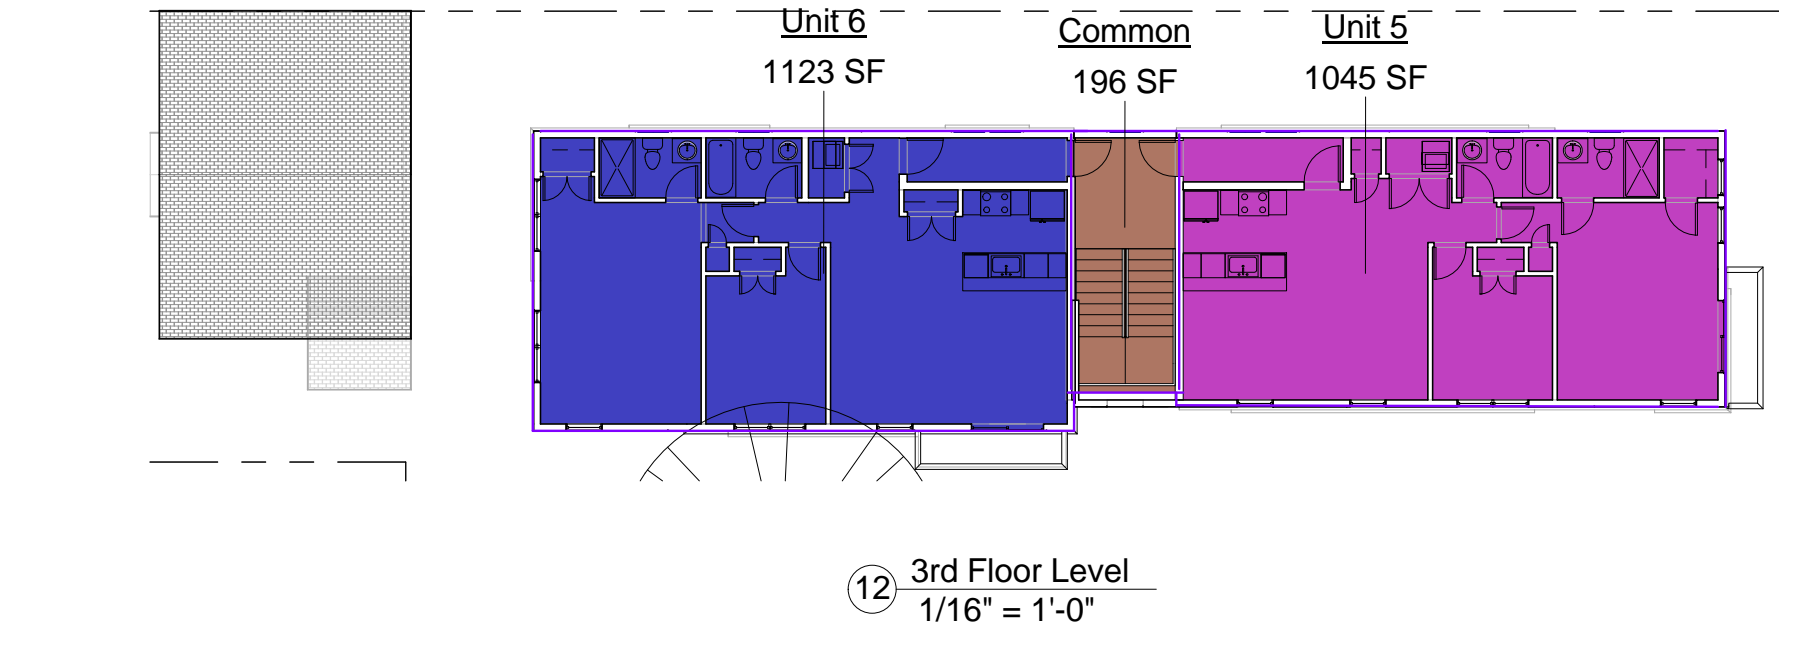 Unit 6
1123 SF
Common
196 SF
Unit 5
1045 SF
12
3rd Floor Level
1/16" = 1'-0"